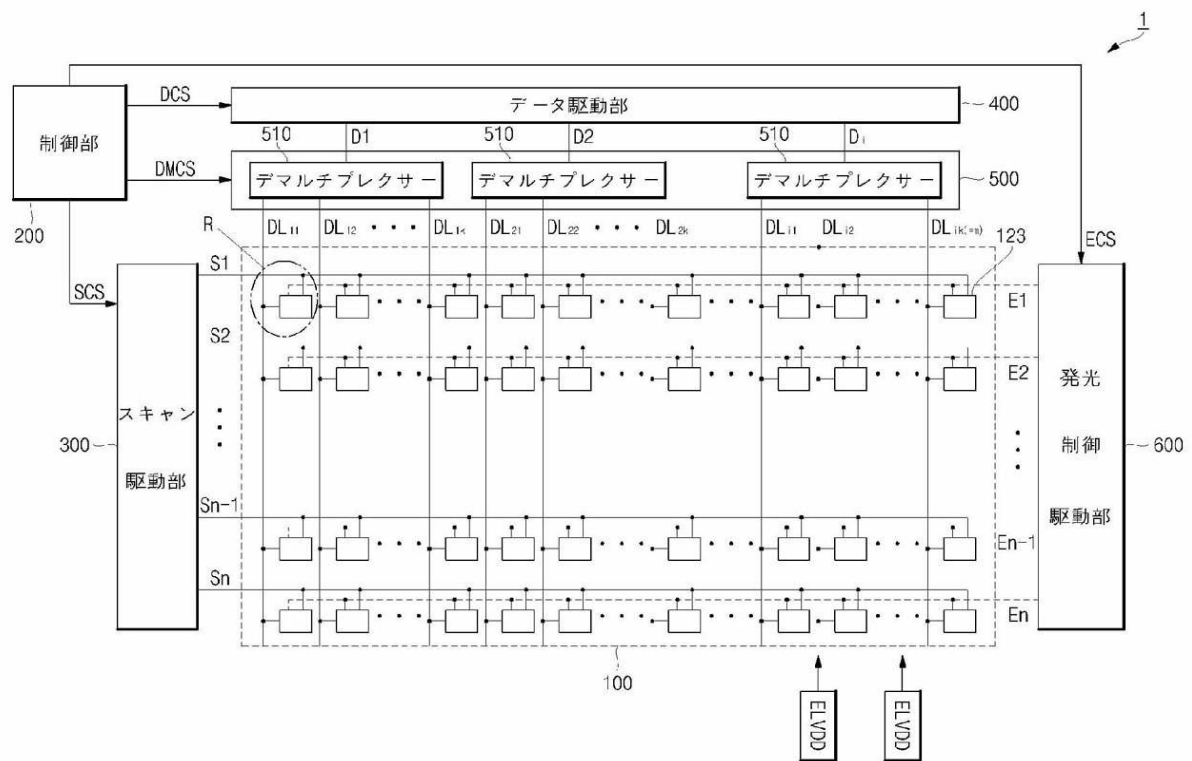 1
DCS
データ駆動部
400
制御部
510
D1
510
D2
510
Di
DMCS
デマルチプレクサー
デマルチプレクサー
デマルチプレクサー
500
200
R
DL11
DL12
DL1k
DL21
DL22
DL2k
DLi1
DLi2
DLik(=m)
123
ECS
SCS
S1
E1
S2
E2
スキャン
駆動部
300
発光
制御
駆動部
600
Sn-1
En-1
Sn
En
100
ELVDD
ELVDD